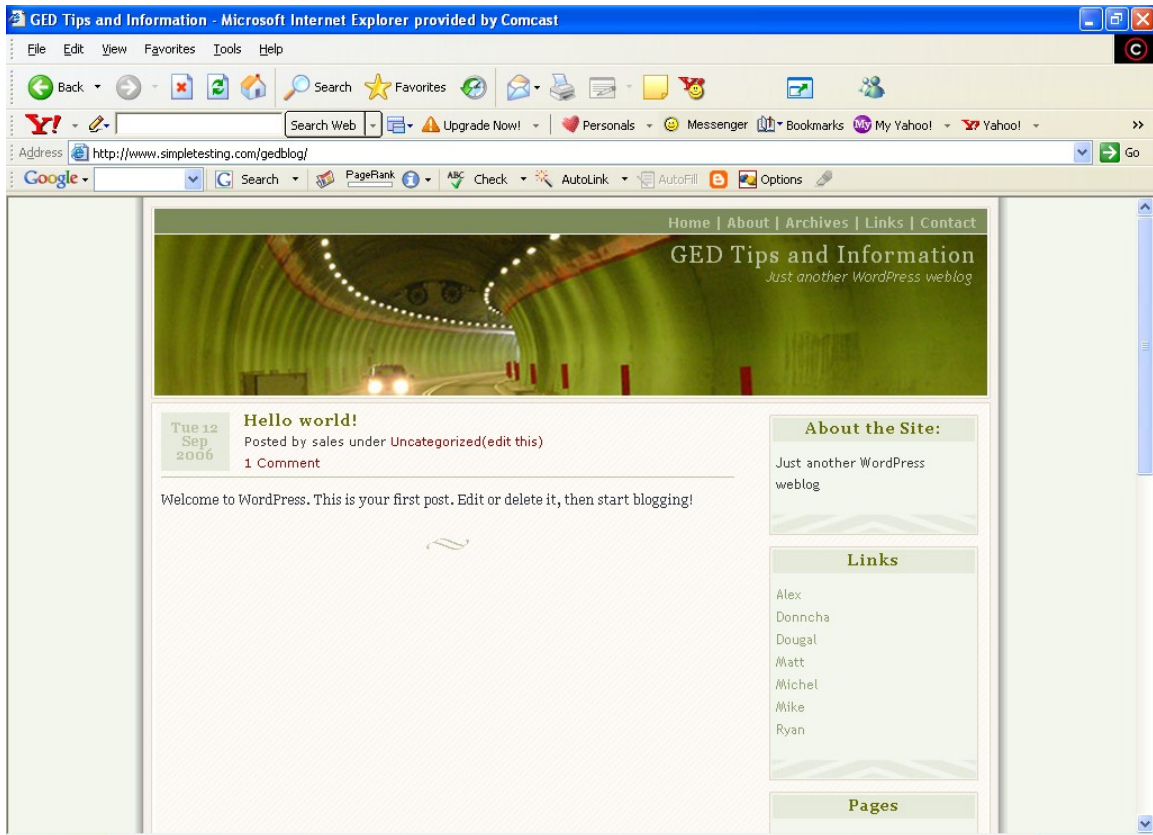 GED Tips and Information - Microsoft Internet Explorer provided by Comcast
File Edit View Favorites Tools Help
Back Search Favorites
Y! Search Web Upgrade Now! Personals Messenger Bookmarks My My Yahoo! Y! Yahoo! »
Address http://www.simpletesting.com/gedblog/ Go
Google G Search PageRank ABC Check AutoLink AutoFill Options
Home | About | Archives | Links | Contact
GED Tips and Information
Just another WordPress weblog
Tue 12
Sep
2006
Hello world!
Posted by sales under Uncategorized(edit this)
1 Comment
Welcome to WordPress. This is your first post. Edit or delete it, then start blogging!
About the Site:
Just another WordPress
weblog
Links
Alex
Donncha
Dougal
Matt
Michel
Mike
Ryan
Pages